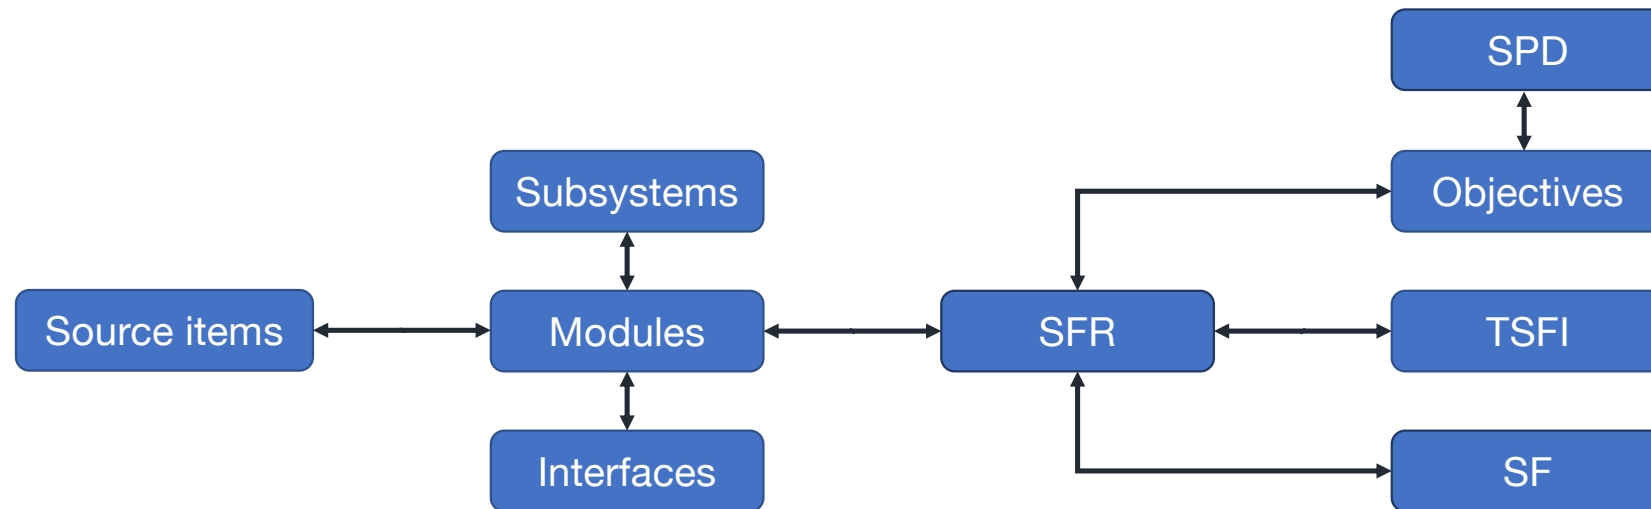 SPD
Subsystems
Objectives
Source items
Modules
SFR
TSFI
Interfaces
SF